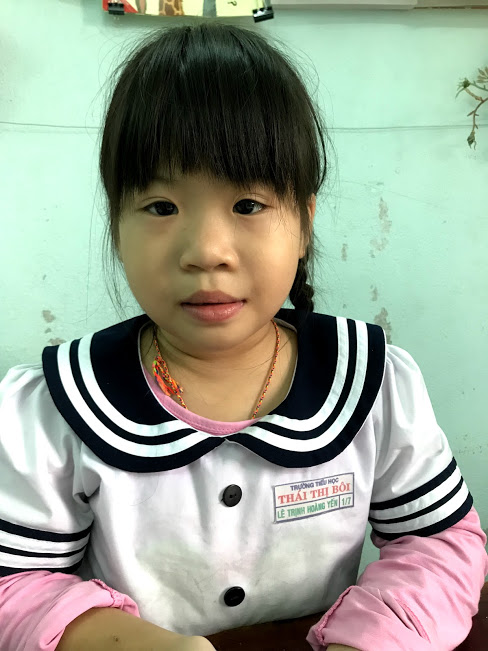 TRƯỜNG TIỂU HỌC
THÁI THỊ BÔI
LÊ TRỊNH HOÀNG YẾN 1/7